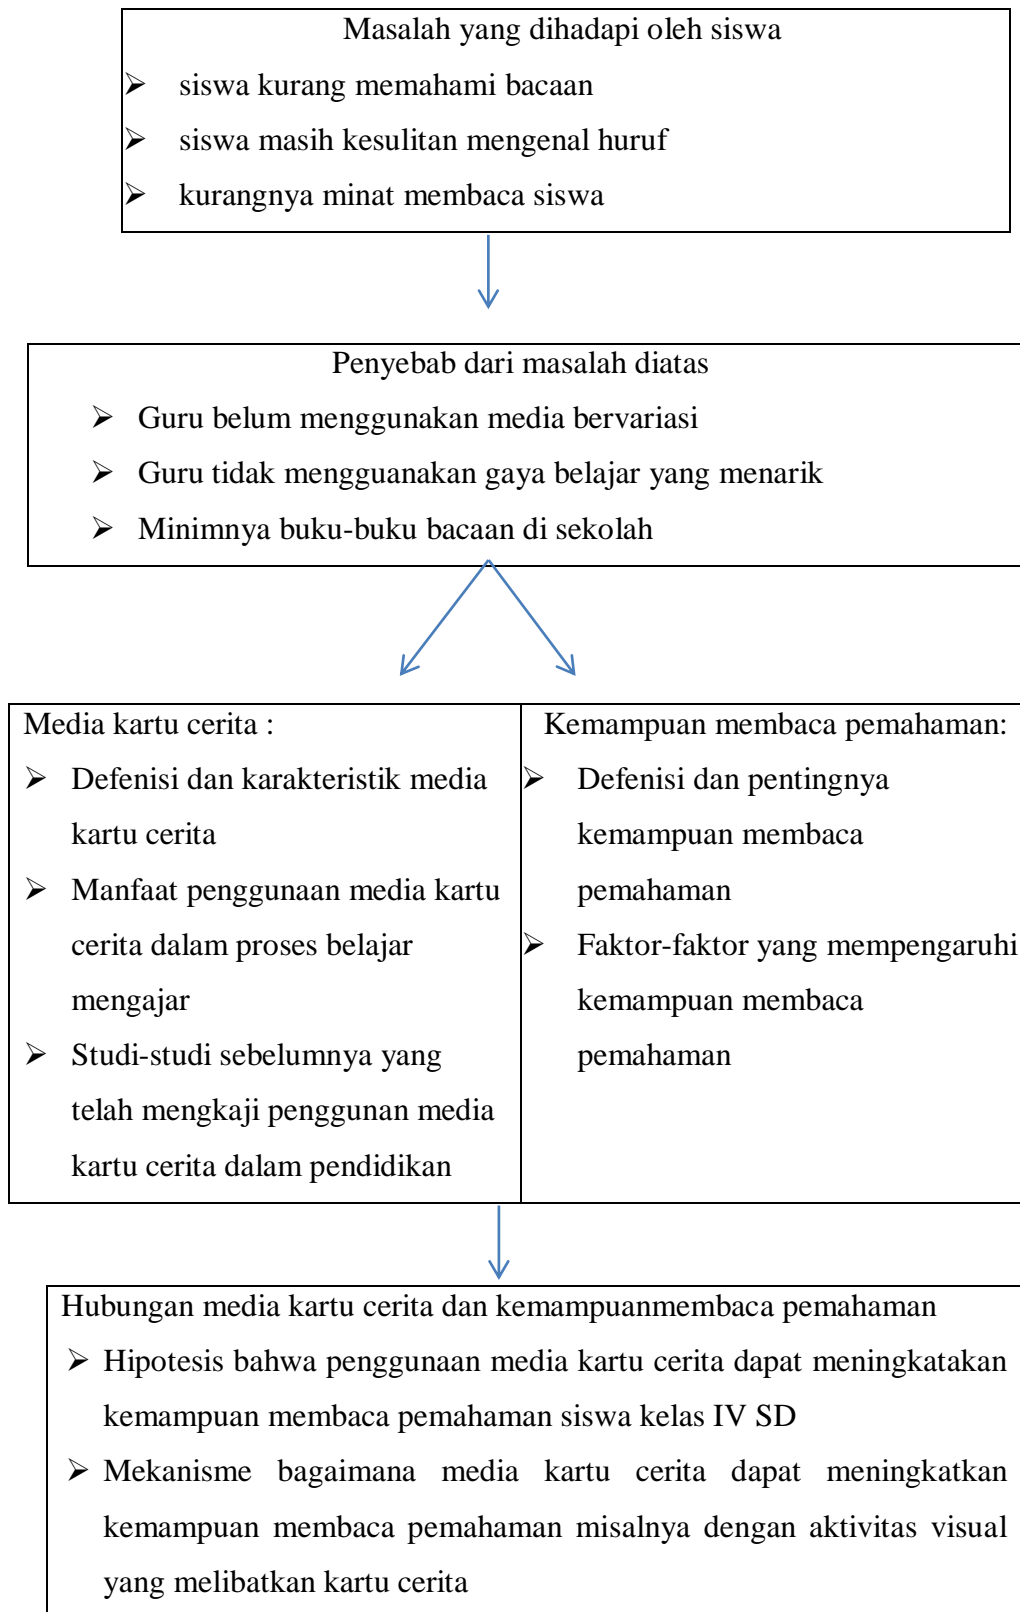 Masalah yang dihadapi oleh siswa
➢ siswa kurang memahami bacaan
➢ siswa masih kesulitan mengenal huruf
➢ kurangnya minat membaca siswa
Penyebab dari masalah diatas
➢ Guru belum menggunakan media bervariasi
➢ Guru tidak mengguanakan gaya belajar yang menarik
➢ Minimnya buku-buku bacaan di sekolah
Media kartu cerita :
➢ Defenisi dan karakteristik media
kartu cerita
➢ Manfaat penggunaan media kartu
cerita dalam proses belajar
mengajar
➢ Studi-studi sebelumnya yang
telah mengkaji penggunan media
kartu cerita dalam pendidikan
Kemampuan membaca pemahaman:
➢ Defenisi dan pentingnya
kemampuan membaca
pemahaman
➢ Faktor-faktor yang mempengaruhi
kemampuan membaca
pemahaman
Hubungan media kartu cerita dan kemampuanmembaca pemahaman
➢ Hipotesis bahwa penggunaan media kartu cerita dapat meningkatakan
kemampuan membaca pemahaman siswa kelas IV SD
➢ Mekanisme bagaimana media kartu cerita dapat meningkatkan
kemampuan membaca pemahaman misalnya dengan aktivitas visual
yang melibatkan kartu cerita